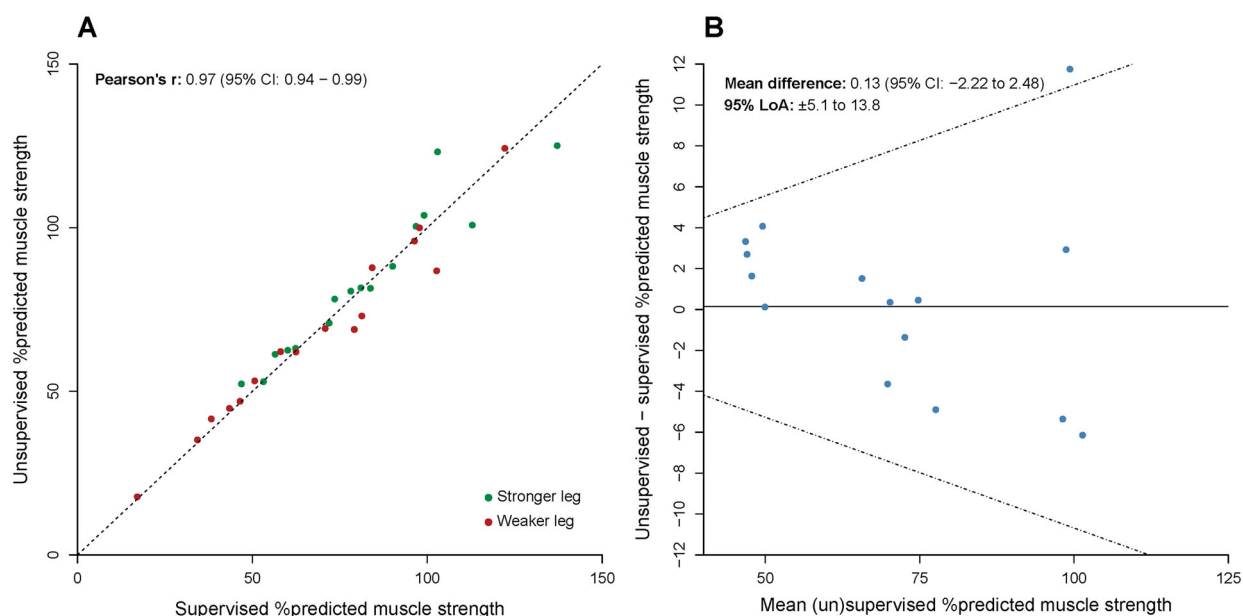 A
150
100
50
0
Unsupervised %predicted muscle strength
Pearson's r: 0.97 (95% CI: 0.94 − 0.99)
Stronger leg
Weaker leg
0
50
100
150
Supervised %predicted muscle strength
B
12
10
8
6
4
2
0
−2
−4
−6
−8
−10
−12
Unsupervised − supervised %predicted muscle strength
Mean difference: 0.13 (95% CI: −2.22 to 2.48)
95% LoA: ±5.1 to 13.8
50
75
100
125
Mean (un)supervised %predicted muscle strength